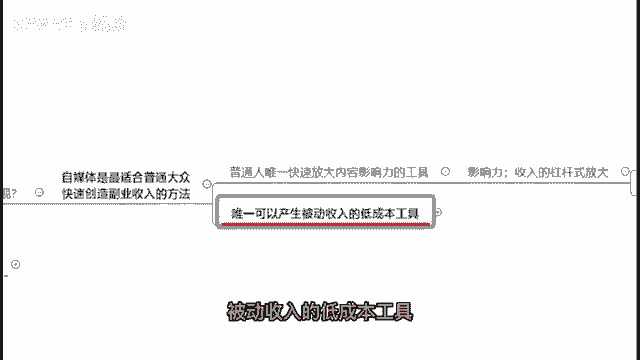 自媒体是最适合普通大众
快速创造副业收入的方法
普通人唯一快速放大内容影响力的工具
影响力；收入的杠杆式放大
唯一可以产生被动收入的低成本工具
被动收入的低成本工具